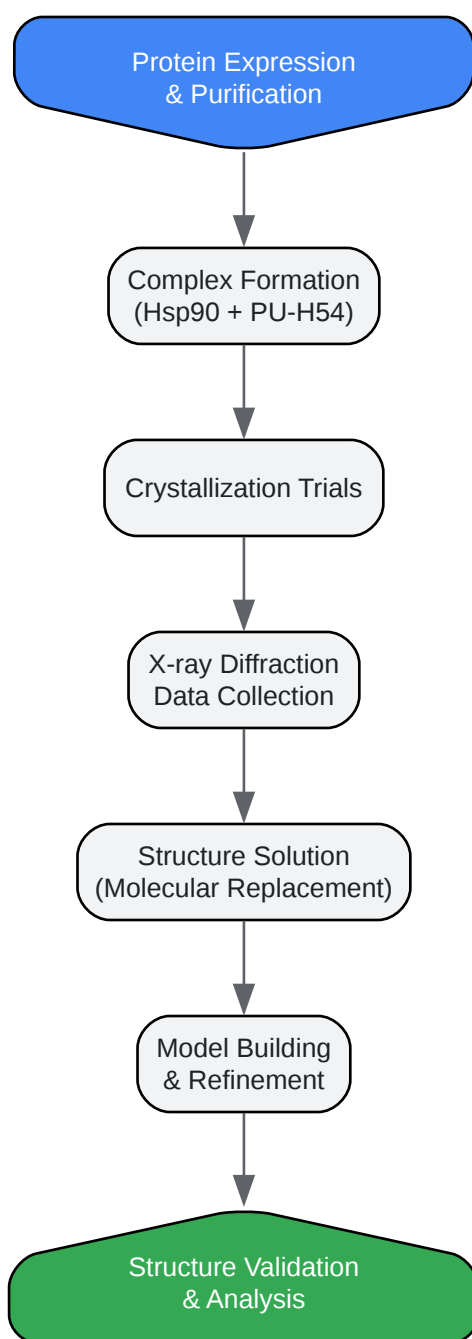 Protein Expression
& Purification
Complex Formation
(Hsp90 + PU-H54)
Crystallization Trials
X-ray Diffraction
Data Collection
Structure Solution
(Molecular Replacement)
Model Building
& Refinement
Structure Validation
& Analysis